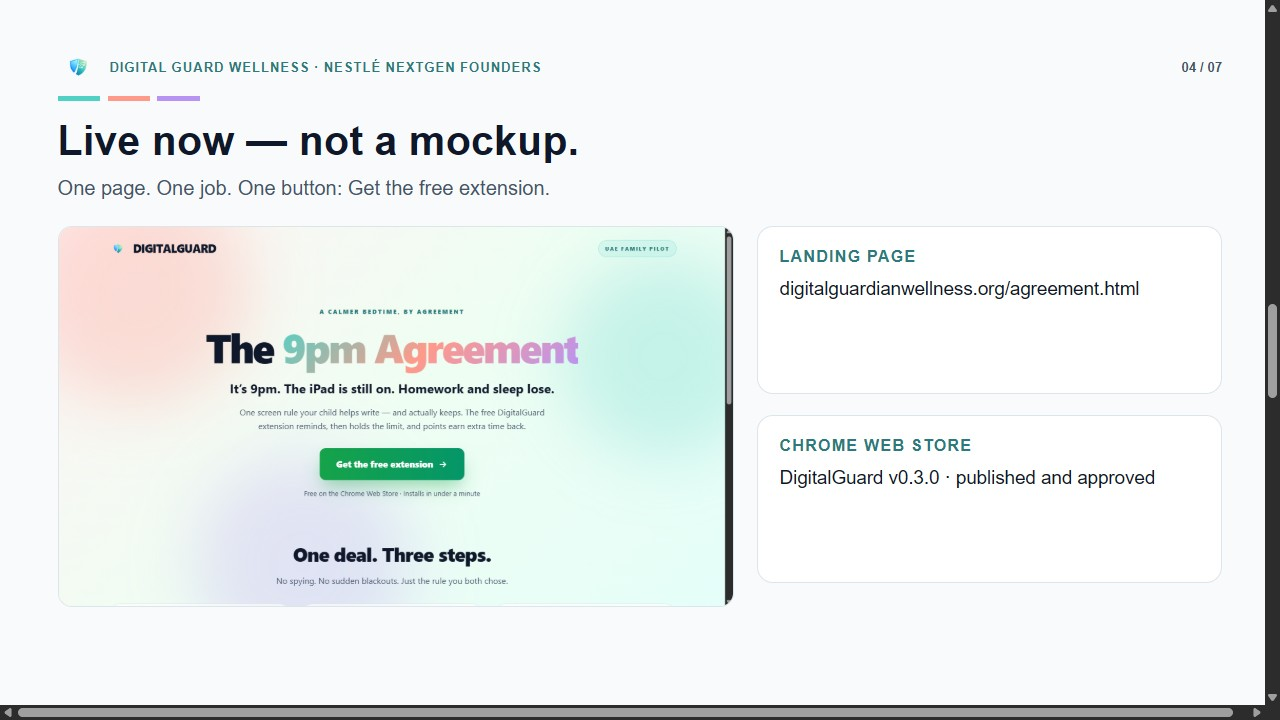 DIGITAL GUARD WELLNESS · NESTLÉ NEXTGEN FOUNDERS
04 / 07
Live now — not a mockup.
One page. One job. One button: Get the free extension.
DIGITALGUARD
UAE FAMILY PILOT
A CALMER BEDTIME, BY AGREEMENT
The 9pm Agreement
It's 9pm. The iPad is still on. Homework and sleep lose.
One screen rule your child helps write — and actually keeps. The free DigitalGuard
extension reminds, then holds the limit, and points earn extra time back.
Get the free extension →
Free on the Chrome Web Store · Installs in under a minute
One deal. Three steps.
No spying. No sudden blackouts. Just the rule you both chose.
LANDING PAGE
digitalguardianwellness.org/agreement.html
CHROME WEB STORE
DigitalGuard v0.3.0 · published and approved